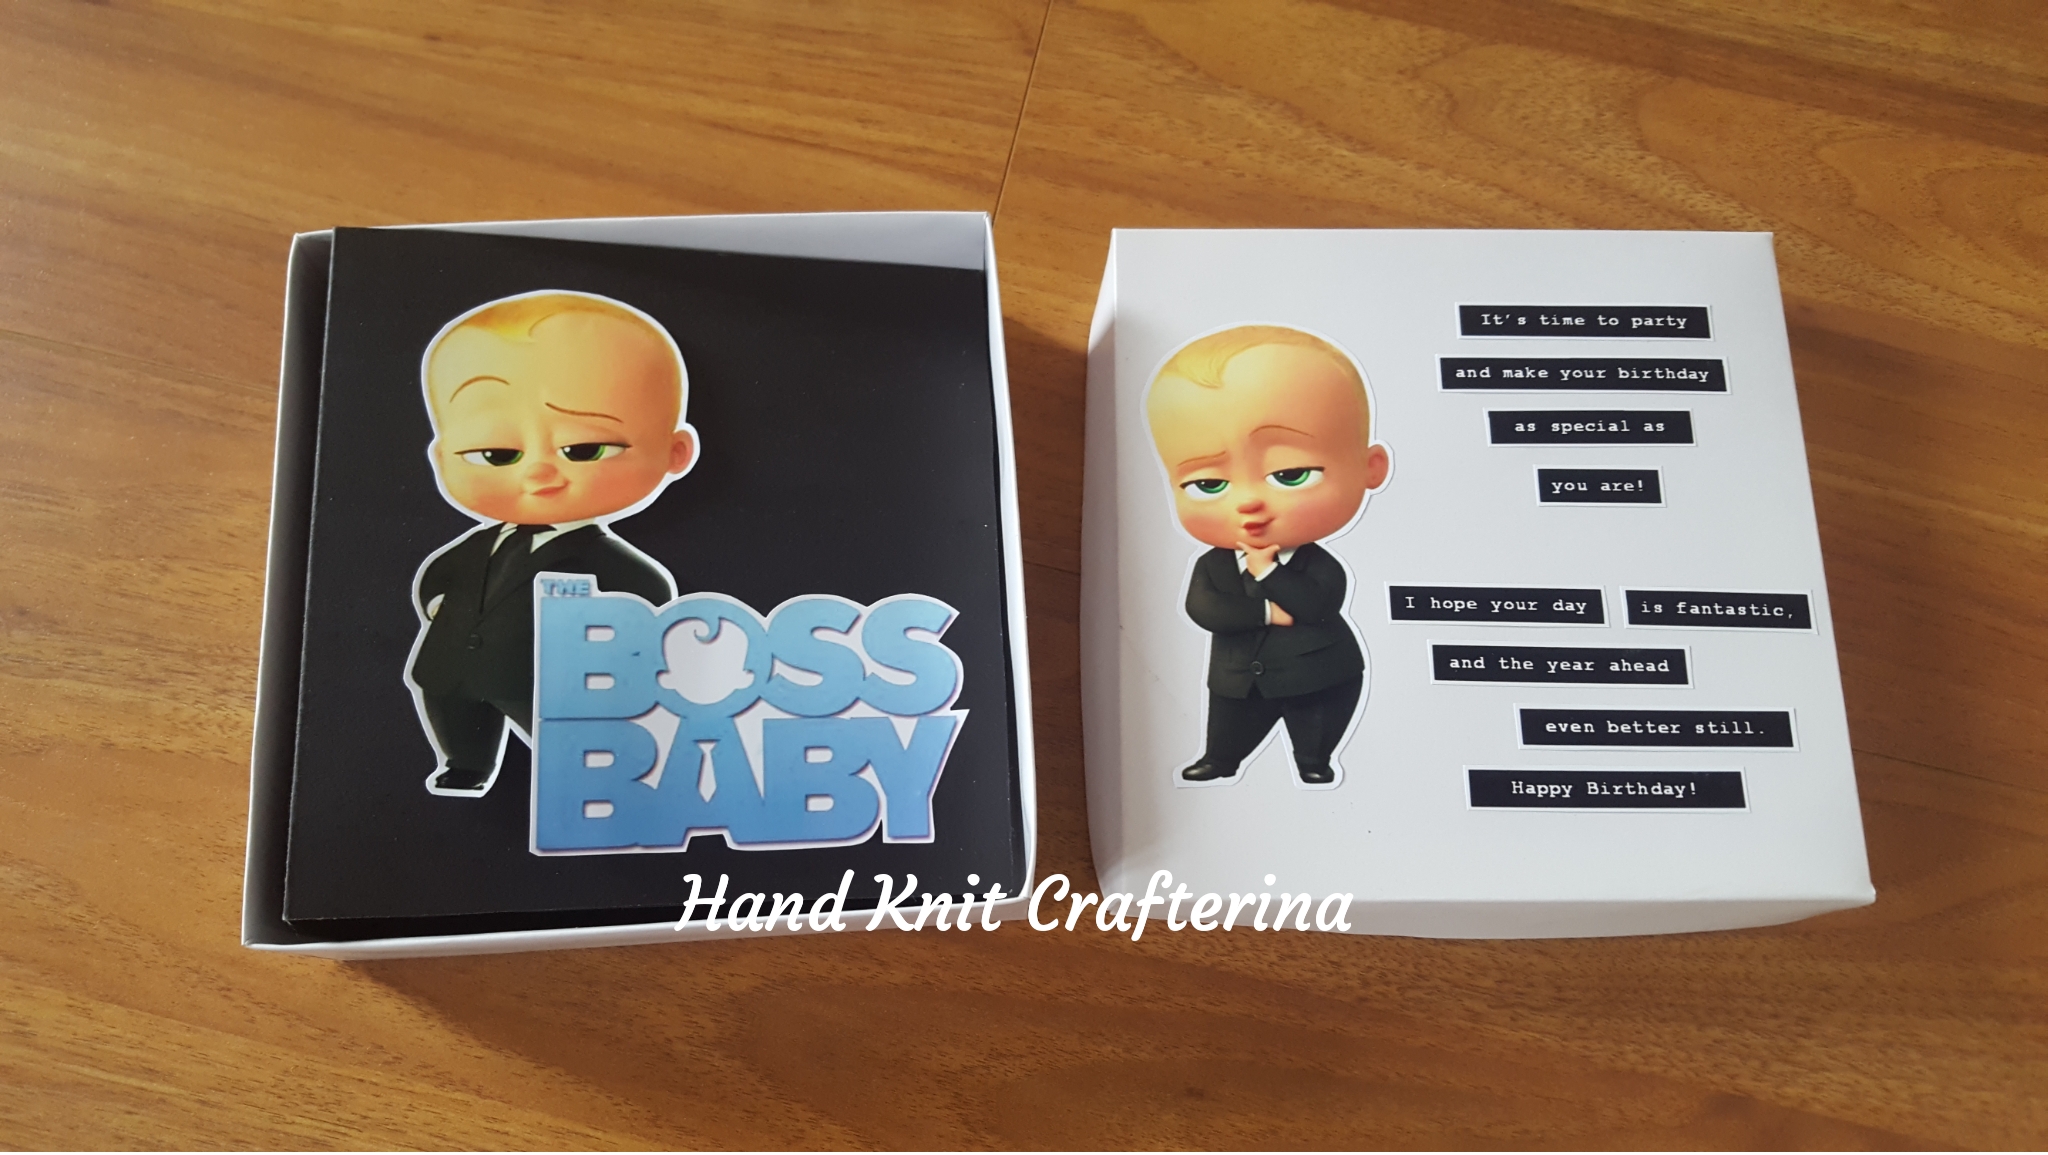 THE
BOSS
BABY
It's time to party
and make your birthday
as special as
you are!
I hope your day is fantastic,
and the year ahead
even better still.
Happy Birthday!
Hand Knit Crafterina